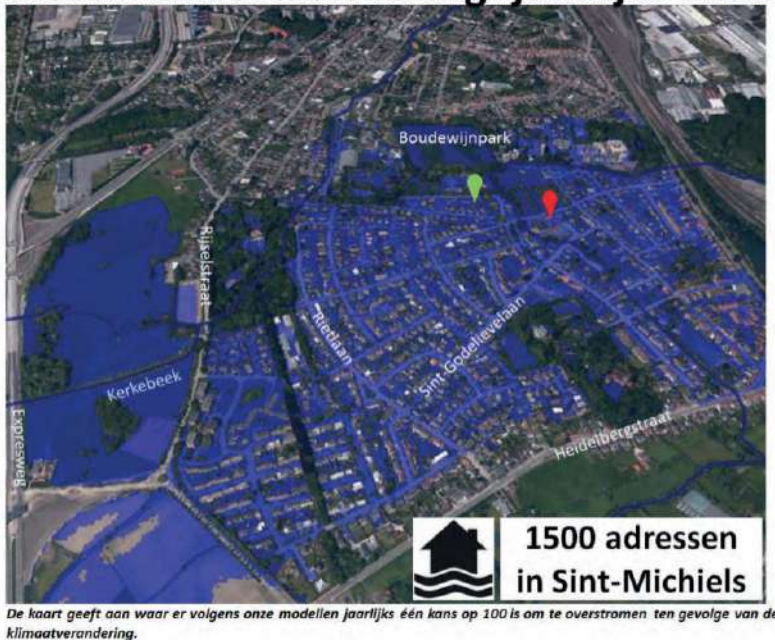 Boudewijnpark
Rijselstraat
Rietlaan
Sint-Godelievelaan
Kerkebeek
Expresweg
Heidelbergstraat
1500 adressen
in Sint-Michiels
De kaart geeft aan waar er volgens onze modellen jaarlijks één kans op 100 is om te overstromen ten gevolge van de
klimaatverandering.